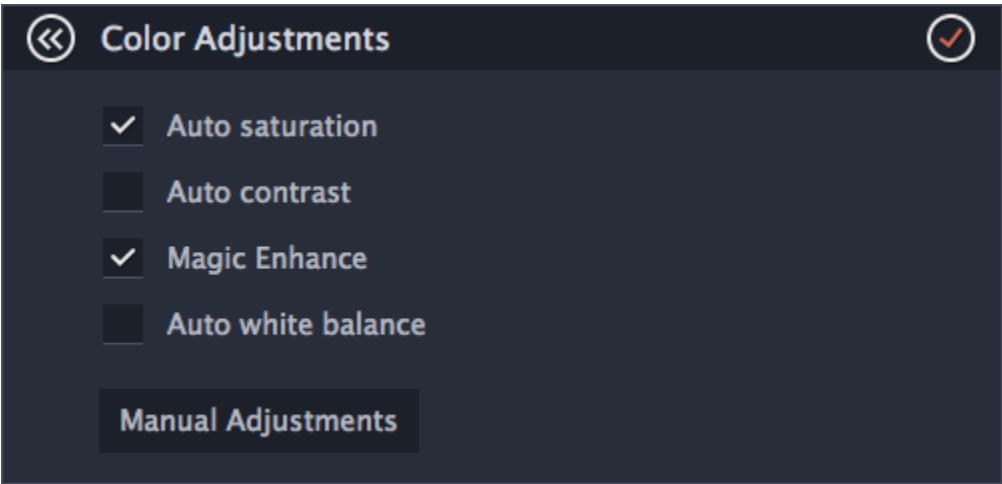 Color Adjustments
Auto saturation
Auto contrast
Magic Enhance
Auto white balance
Manual Adjustments